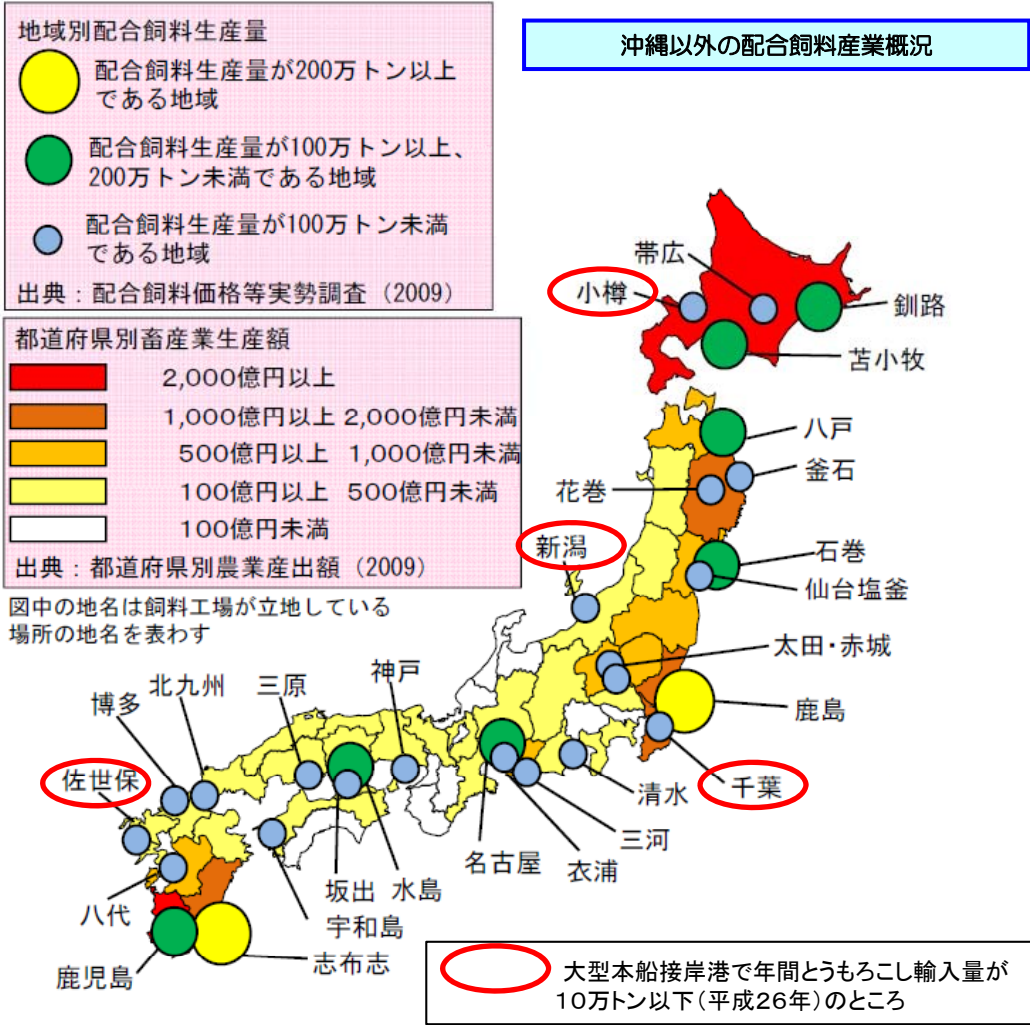 地域別配合飼料生産量
配合飼料生産量が200万トン以上
である地域
配合飼料生産量が100万トン以上、
200万トン未満である地域
配合飼料生産量が100万トン未満
である地域
出典：配合飼料価格等実勢調査（2009）
沖縄以外の配合飼料産業概況
都道府県別畜産業生産額
2,000億円以上
1,000億円以上 2,000億円未満
500億円以上 1,000億円未満
100億円以上 500億円未満
100億円未満
出典：都道府県別農業産出額（2009）
図中の地名は飼料工場が立地している
場所の地名を表わす
帯広
小樽
釧路
苫小牧
八戸
釜石
花巻
新潟
石巻
仙台塩釜
太田・赤城
鹿島
千葉
神戸
三原
北九州
博多
佐世保
清水
三河
衣浦
名古屋
水島
坂出
宇和島
八代
志布志
鹿児島
大型本船接岸港で年間とうもろこし輸入量が
１０万トン以下（平成２６年）のところ